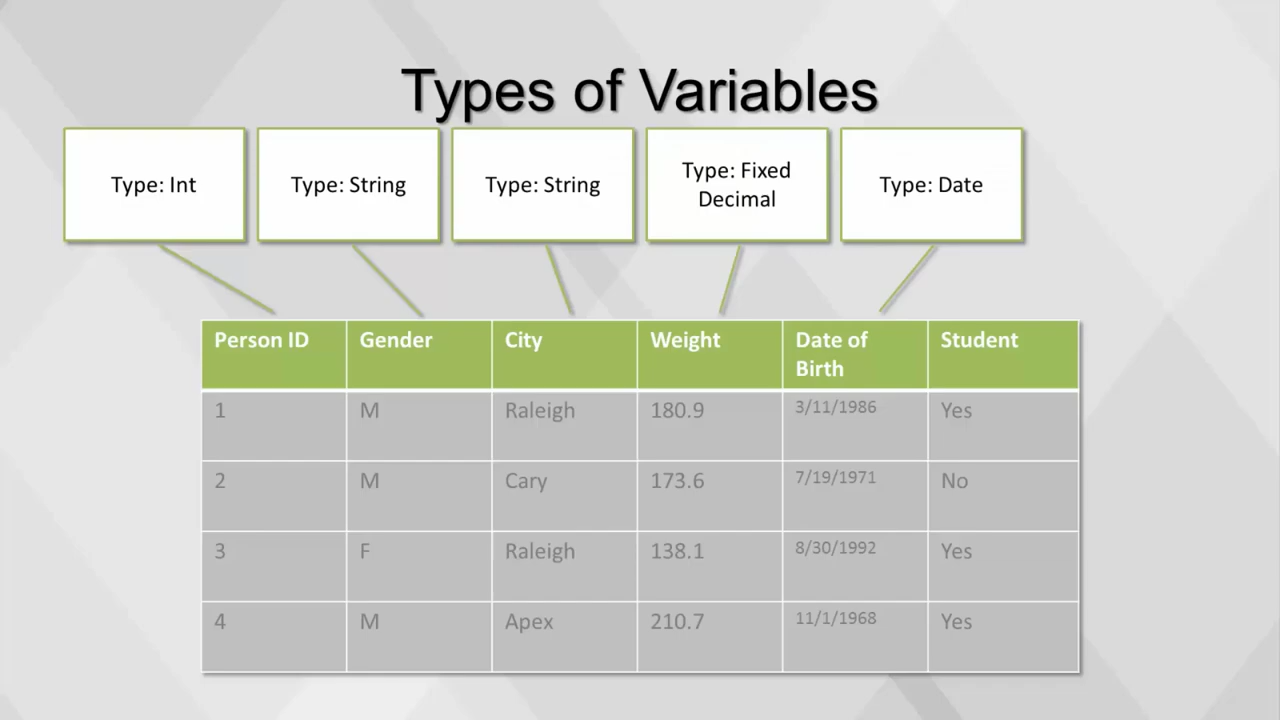 Types of Variables
Type: Int
Type: String
Type: String
Type: Fixed
Decimal
Type: Date
Person ID Gender City Weight Date of Birth Student
1 M Raleigh 180.9 3/11/1986 Yes
2 M Cary 173.6 7/19/1971 No
3 F Raleigh 138.1 8/30/1992 Yes
4 M Apex 210.7 11/1/1968 Yes